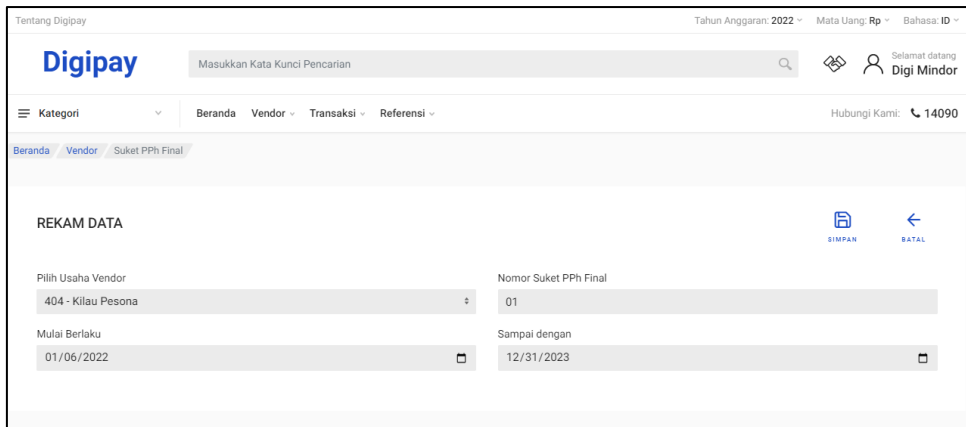 Tentang Digipay Tahun Anggaran: 2022 Mata Uang: Rp Bahasa: ID
Digipay Masukkan Kata Kunci Pencarian Selamat datang
Digi Mindor
Kategori Beranda Vendor Transaksi Referensi Hubungi Kami: 14090
Beranda Vendor Suket PPh Final
REKAM DATA
SIMPAN BATAL
Pilih Usaha Vendor Nomor Suket PPh Final
404 - Kilau Pesona 01
Mulai Berlaku Sampai dengan
01/06/2022 12/31/2023